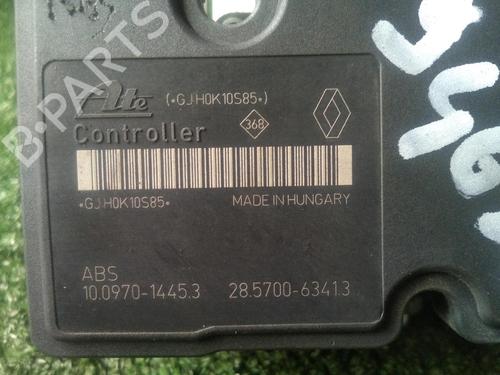 Ate (*GJH0K10S85*)
Controller 368
*GJH0K10S85* MADE IN HUNGARY
ABS
10.0970-1445.3 28.5700-6341.3
B-PARTS